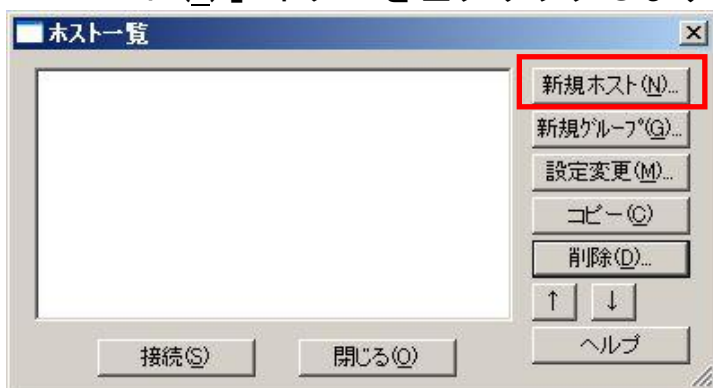 ホスト一覧
新規ホスト(N)...
新規ｸﾞﾙｰﾌﾟ(G)...
設定変更(M)...
コピー(C)
削除(D)...
↑ ↓
接続(S) 閉じる(O) ヘルプ